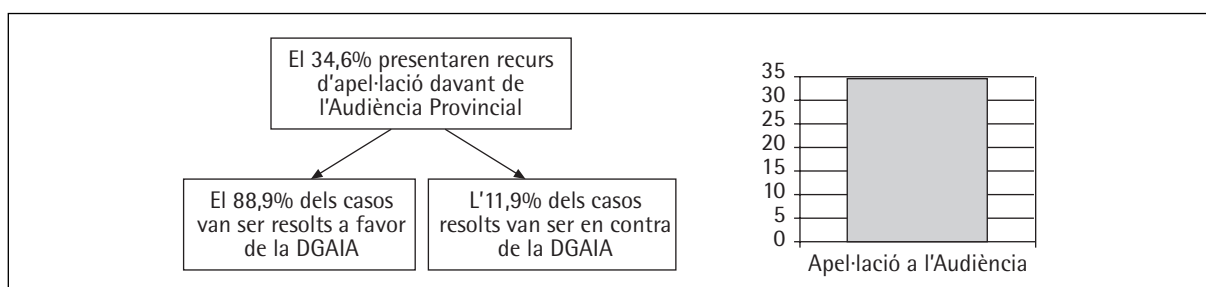 El 34,6% presentaren recurs
d'apel·lació davant de
l'Audiència Provincial
El 88,9% dels casos
van ser resolts a favor
de la DGAIA
L'11,9% dels casos
resolts van ser en contra
de la DGAIA
35
30
25
20
15
10
5
0
Apel·lació a l'Audiència